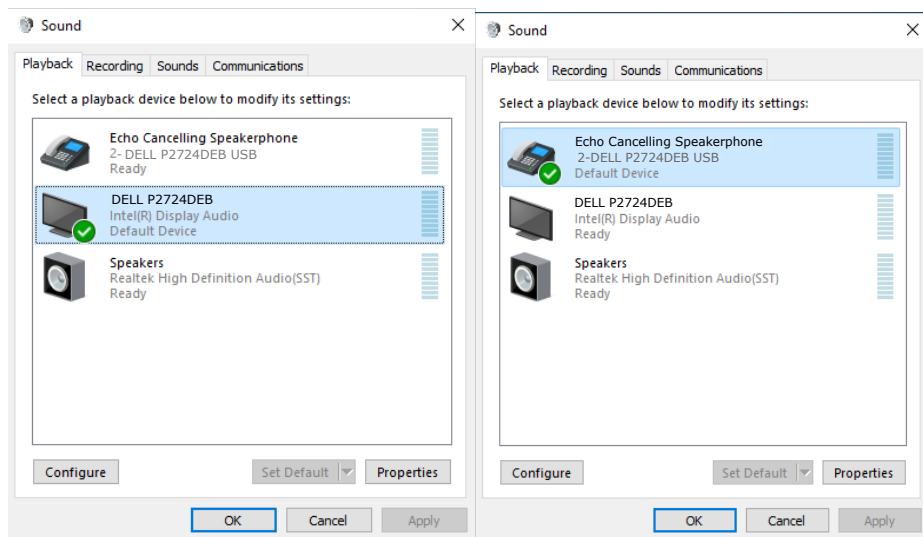 Sound
Playback Recording Sounds Communications
Select a playback device below to modify its settings:
Echo Cancelling Speakerphone
2- DELL P2724DEB USB
Ready
DELL P2724DEB
Intel(R) Display Audio
Default Device
Speakers
Realtek High Definition Audio(SST)
Ready
Configure Set Default Properties
OK Cancel Apply
Sound
Playback Recording Sounds Communications
Select a playback device below to modify its settings:
Echo Cancelling Speakerphone
2-DELL P2724DEB USB
Default Device
DELL P2724DEB
Intel(R) Display Audio
Ready
Speakers
Realtek High Definition Audio(SST)
Ready
Configure Set Default Properties
OK Cancel Apply